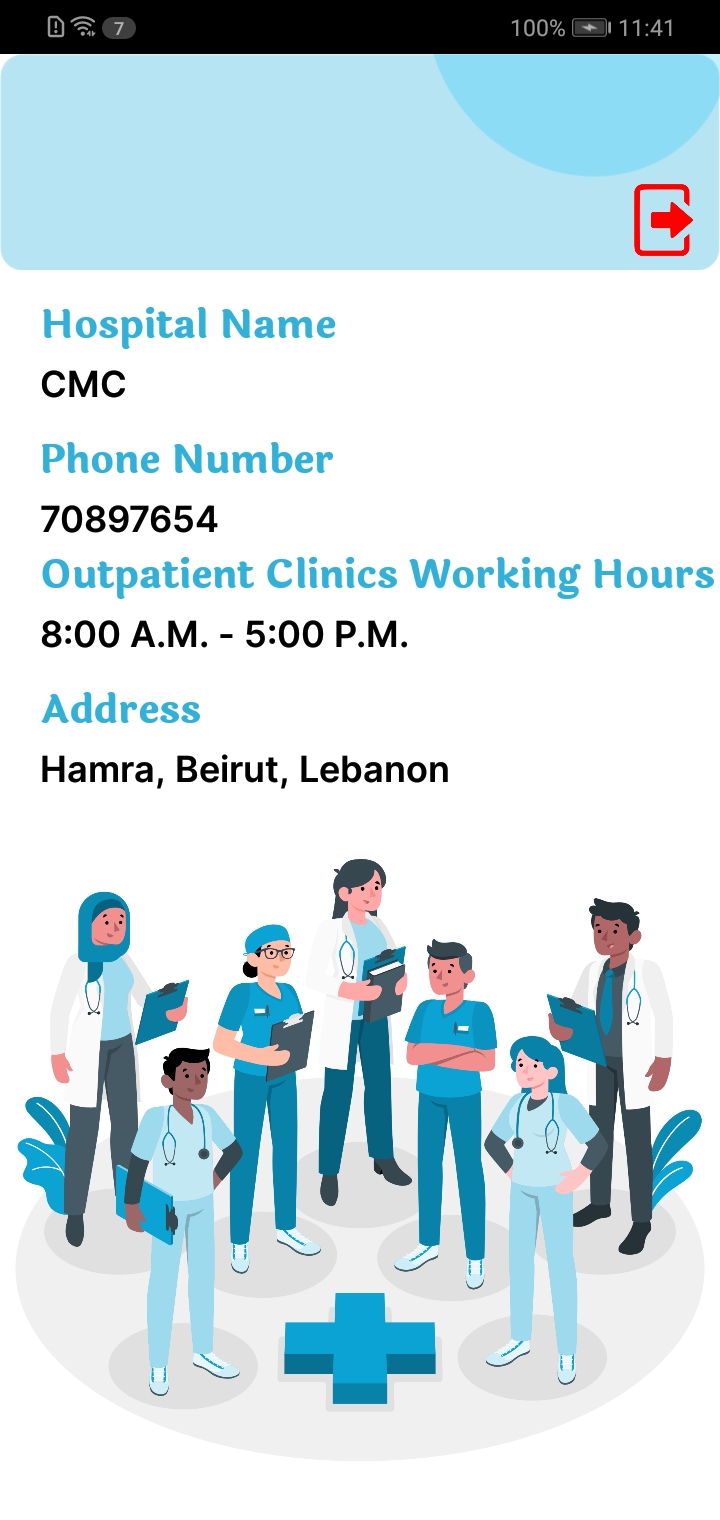 7
100% 11:41
Hospital Name
CMC
Phone Number
70897654
Outpatient Clinics Working Hours
8:00 A.M. - 5:00 P.M.
Address
Hamra, Beirut, Lebanon